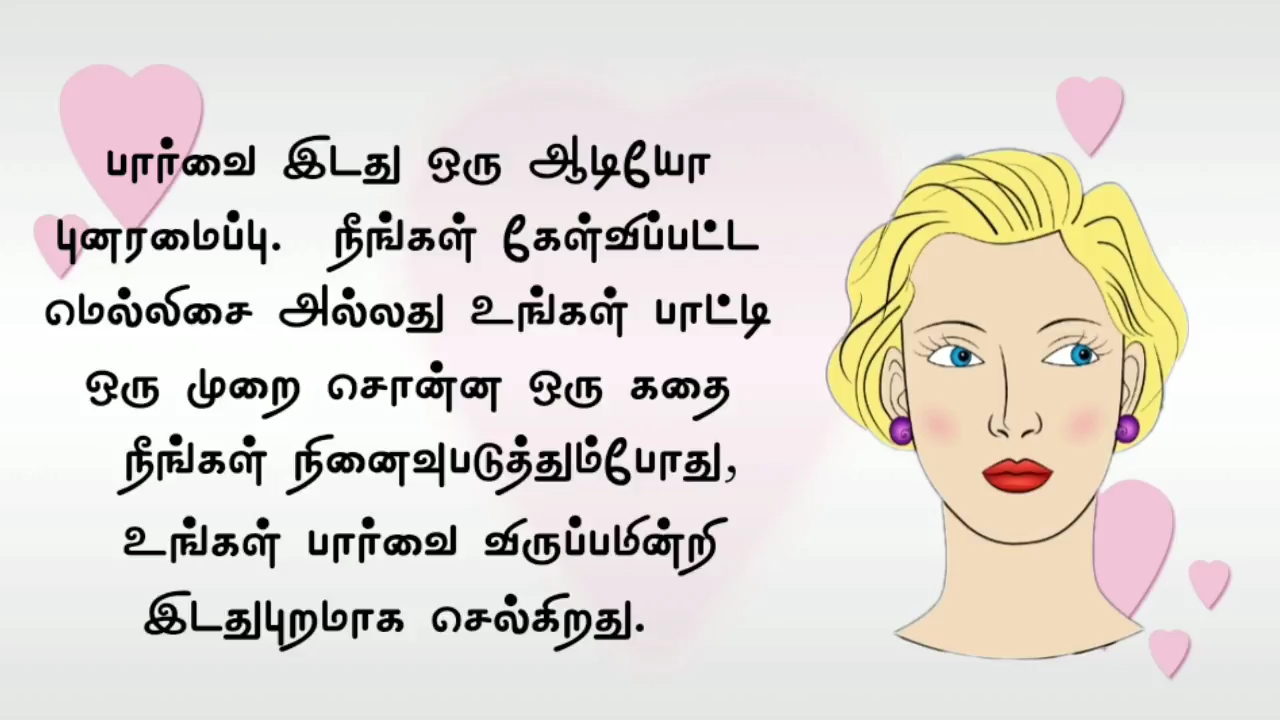 பார்வை இடது ஒரு ஆடியோ
புனரமைப்பு. நீங்கள் கேள்விப்பட்ட
மெல்லிசை அல்லது உங்கள் பாட்டி
ஒரு முறை சொன்ன ஒரு கதை
நீங்கள் நினைவுபடுத்தும்போது,
உங்கள் பார்வை விருப்பமின்றி
இடதுபுறமாக செல்கிறது.